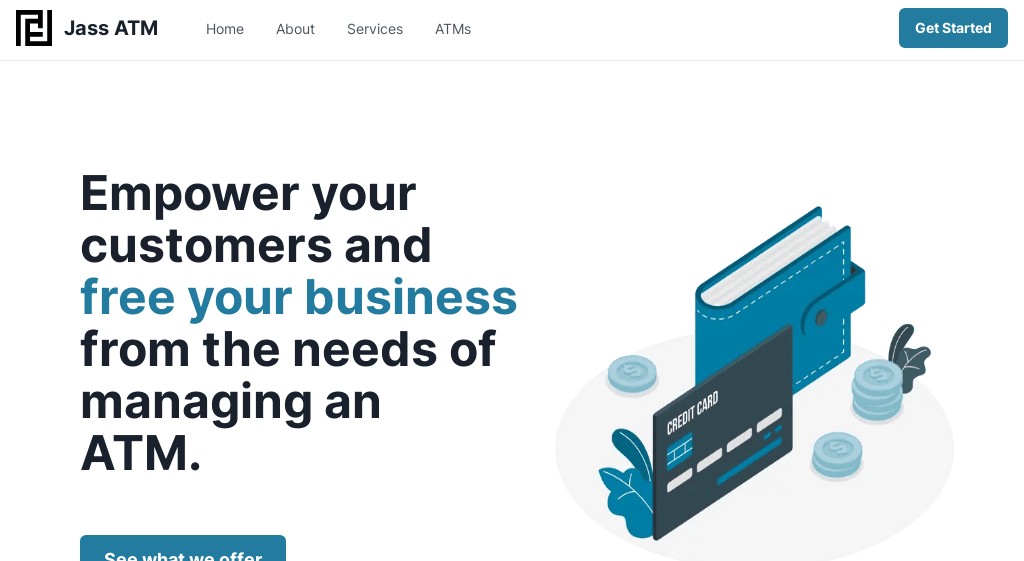 Jass ATM
Home
About
Services
ATMs
Get Started
Empower your
customers and
free your business
from the needs of
managing an
ATM.
CREDIT CARD
See what we offer